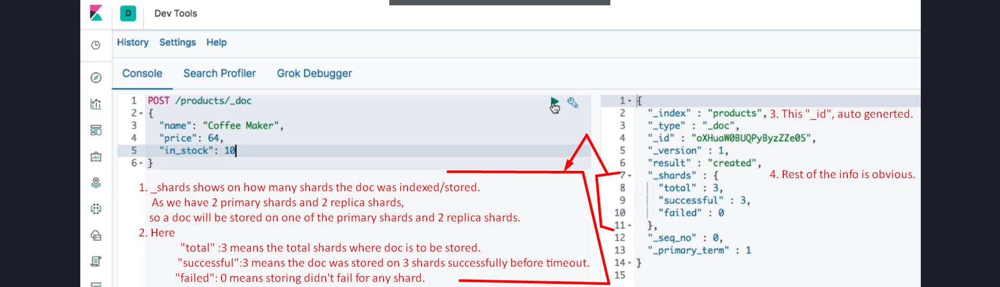 D Dev Tools
History Settings Help
Console Search Profiler Grok Debugger
1 POST /products/_doc
2 {
3 "name": "Coffee Maker",
4 "price": 64,
5 "in_stock": 10
6 }
1. _shards shows on how many shards the doc was indexed/stored.
As we have 2 primary shards and 2 replica shards,
so a doc will be stored on one of the primary shards and 2 replica shards.
2. Here
"total" :3 means the total shards where doc is to be stored.
"successful":3 means the doc was stored on 3 shards successfully before timeout.
"failed": 0 means storing didn't fail for any shard.
1 {
2 "_index" : "products", 3. This "_id", auto generted.
3 "_type" : "_doc",
4 "_id" : "oXHuaW0BUQPyByzZZe0S",
5 "_version" : 1,
6 "result" : "created",
7 "_shards" : { 4. Rest of the info is obvious.
8 "total" : 3,
9 "successful" : 3,
10 "failed" : 0
11 },
12 "_seq_no" : 0,
13 "_primary_term" : 1
14 }
15